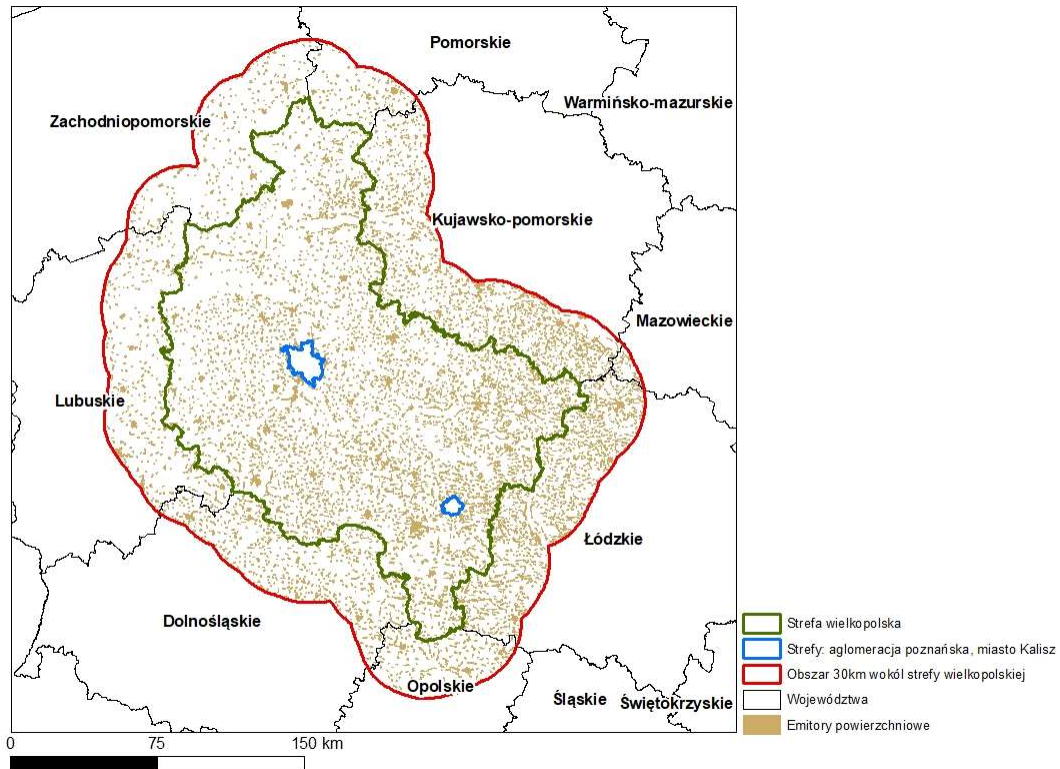 Pomorskie
Warmińsko-mazurskie
Zachodniopomorskie
Kujawsko-pomorskie
Mazowieckie
Lubuskie
Łódzkie
Dolnośląskie
Opolskie
Śląskie
Świętokrzyskie
Strefa wielkopolska
Strefy: aglomeracja poznańska, miasto Kalisz
Obszar 30km wokół strefy wielkopolskiej
Województwa
Emitory powierzchniowe
0 75 150 km